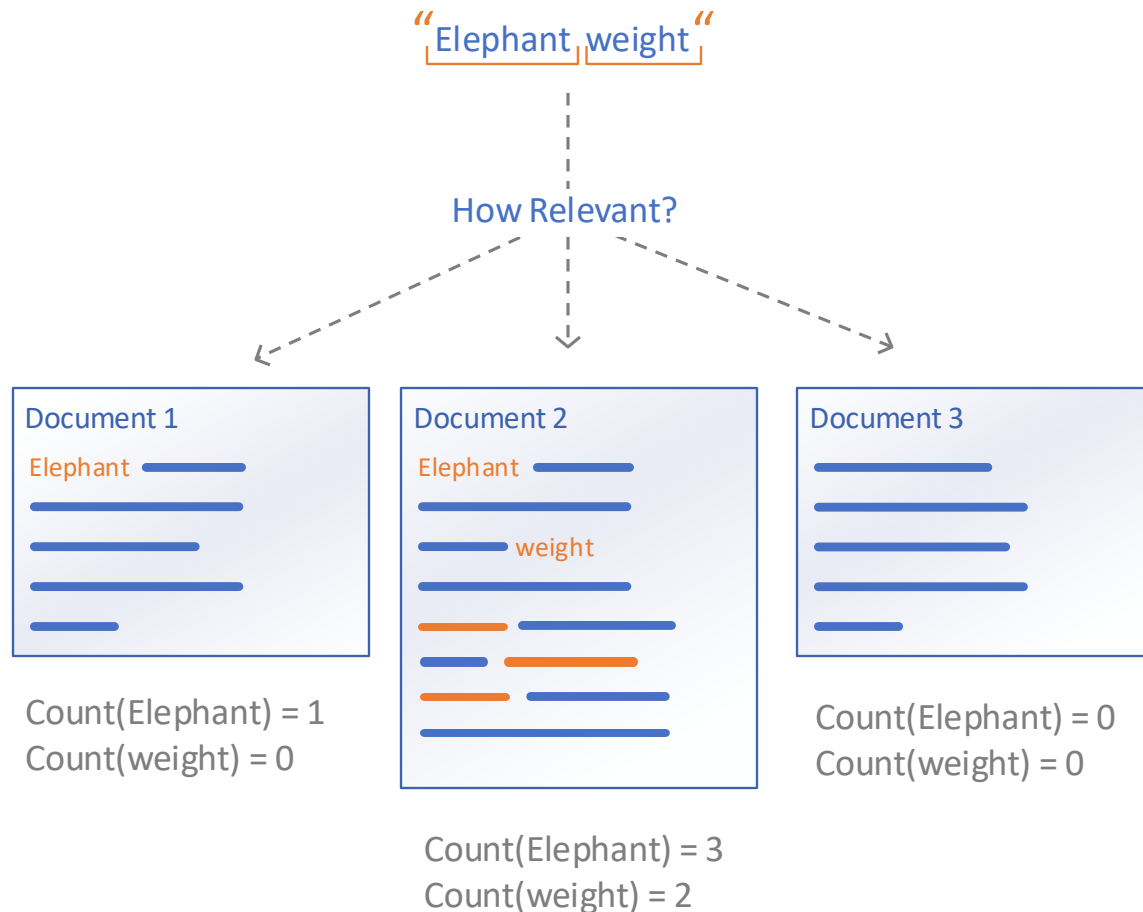 “Elephant weight“
How Relevant?
Document 1
Elephant
Count(Elephant) = 1
Count(weight) = 0
Document 2
Elephant
weight
Count(Elephant) = 3
Count(weight) = 2
Document 3
Count(Elephant) = 0
Count(weight) = 0